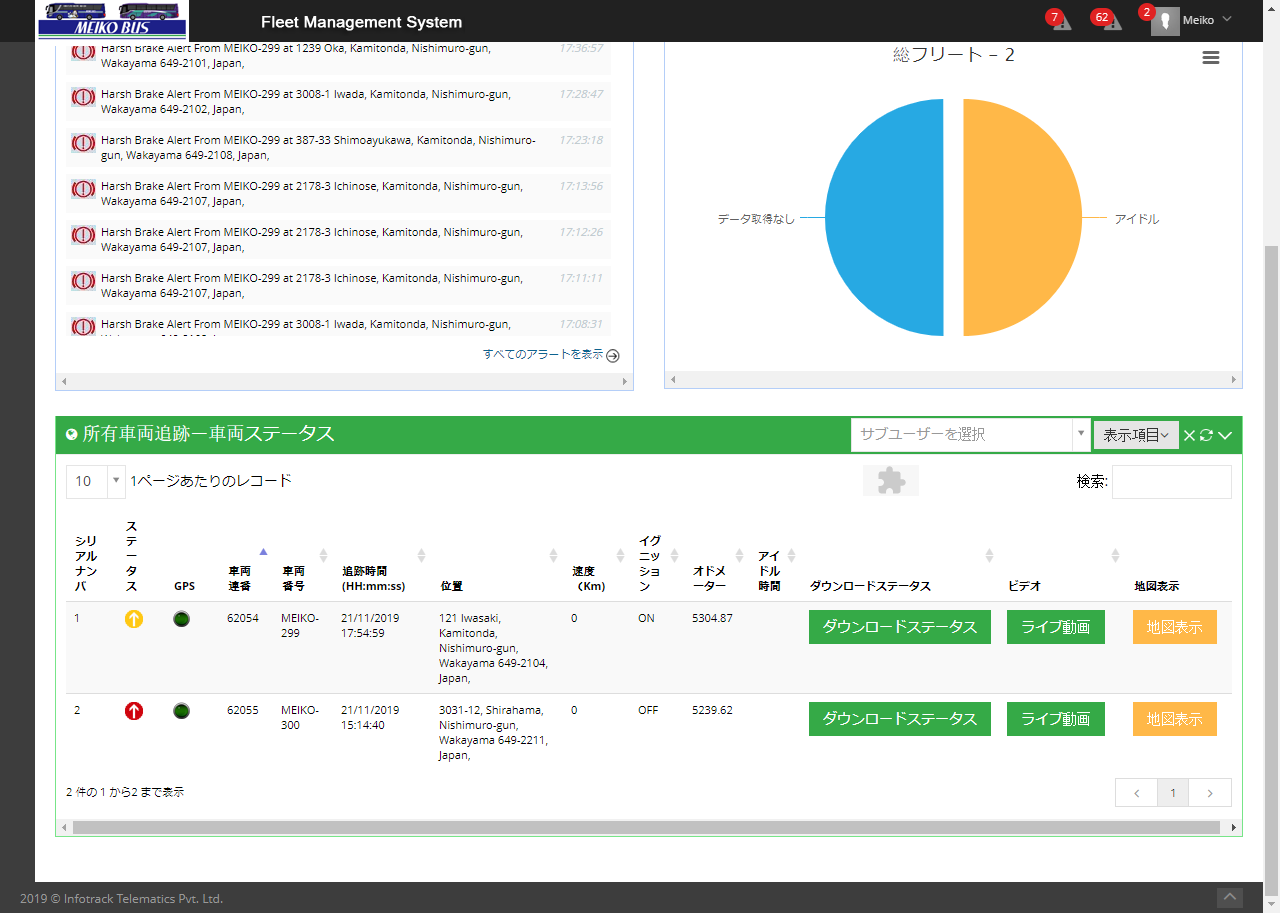 MEIKO BUS
Fleet Management System
7
62
2
Meiko
Harsh Brake Alert From MEIKO-299 at 1239 Oka, Kamitonda, Nishimuro-gun,
Wakayama 649-2101, Japan,
17:36:57
Harsh Brake Alert From MEIKO-299 at 3008-1 Iwada, Kamitonda, Nishimuro-gun,
Wakayama 649-2102, Japan,
17:28:47
Harsh Brake Alert From MEIKO-299 at 387-33 Shimoayukawa, Kamitonda, Nishimuro-
gun, Wakayama 649-2108, Japan,
17:23:18
Harsh Brake Alert From MEIKO-299 at 2178-3 Ichinose, Kamitonda, Nishimuro-gun,
Wakayama 649-2107, Japan,
17:13:56
Harsh Brake Alert From MEIKO-299 at 2178-3 Ichinose, Kamitonda, Nishimuro-gun,
Wakayama 649-2107, Japan,
17:12:26
Harsh Brake Alert From MEIKO-299 at 2178-3 Ichinose, Kamitonda, Nishimuro-gun,
Wakayama 649-2107, Japan,
17:11:11
Harsh Brake Alert From MEIKO-299 at 3008-1 Iwada, Kamitonda, Nishimuro-gun,
17:08:31
すべてのアラートを表示
総フリート – 2
データ取得なし
アイドル
所有車両追跡ー車両ステータス
サブユーザーを選択
表示項目
10
1ページあたりのレコード
検索:
シリアルナンバ
ステータス
GPS
車両連番
車両番号
追跡時間 (HH:mm:ss)
位置
速度 (Km)
イグニッション
オドメーター
アイドル時間
ダウンロードステータス
ビデオ
地図表示
1
62054
MEIKO-299
21/11/2019 17:54:59
121 Iwasaki, Kamitonda, Nishimuro-gun, Wakayama 649-2104, Japan,
0
ON
5304.87
ダウンロードステータス
ライブ動画
地図表示
2
62055
MEIKO-300
21/11/2019 15:14:40
3031-12, Shirahama, Nishimuro-gun, Wakayama 649-2211, Japan,
0
OFF
5239.62
ダウンロードステータス
ライブ動画
地図表示
2 件の 1 から2 まで表示
1
2019 © Infotrack Telematics Pvt. Ltd.